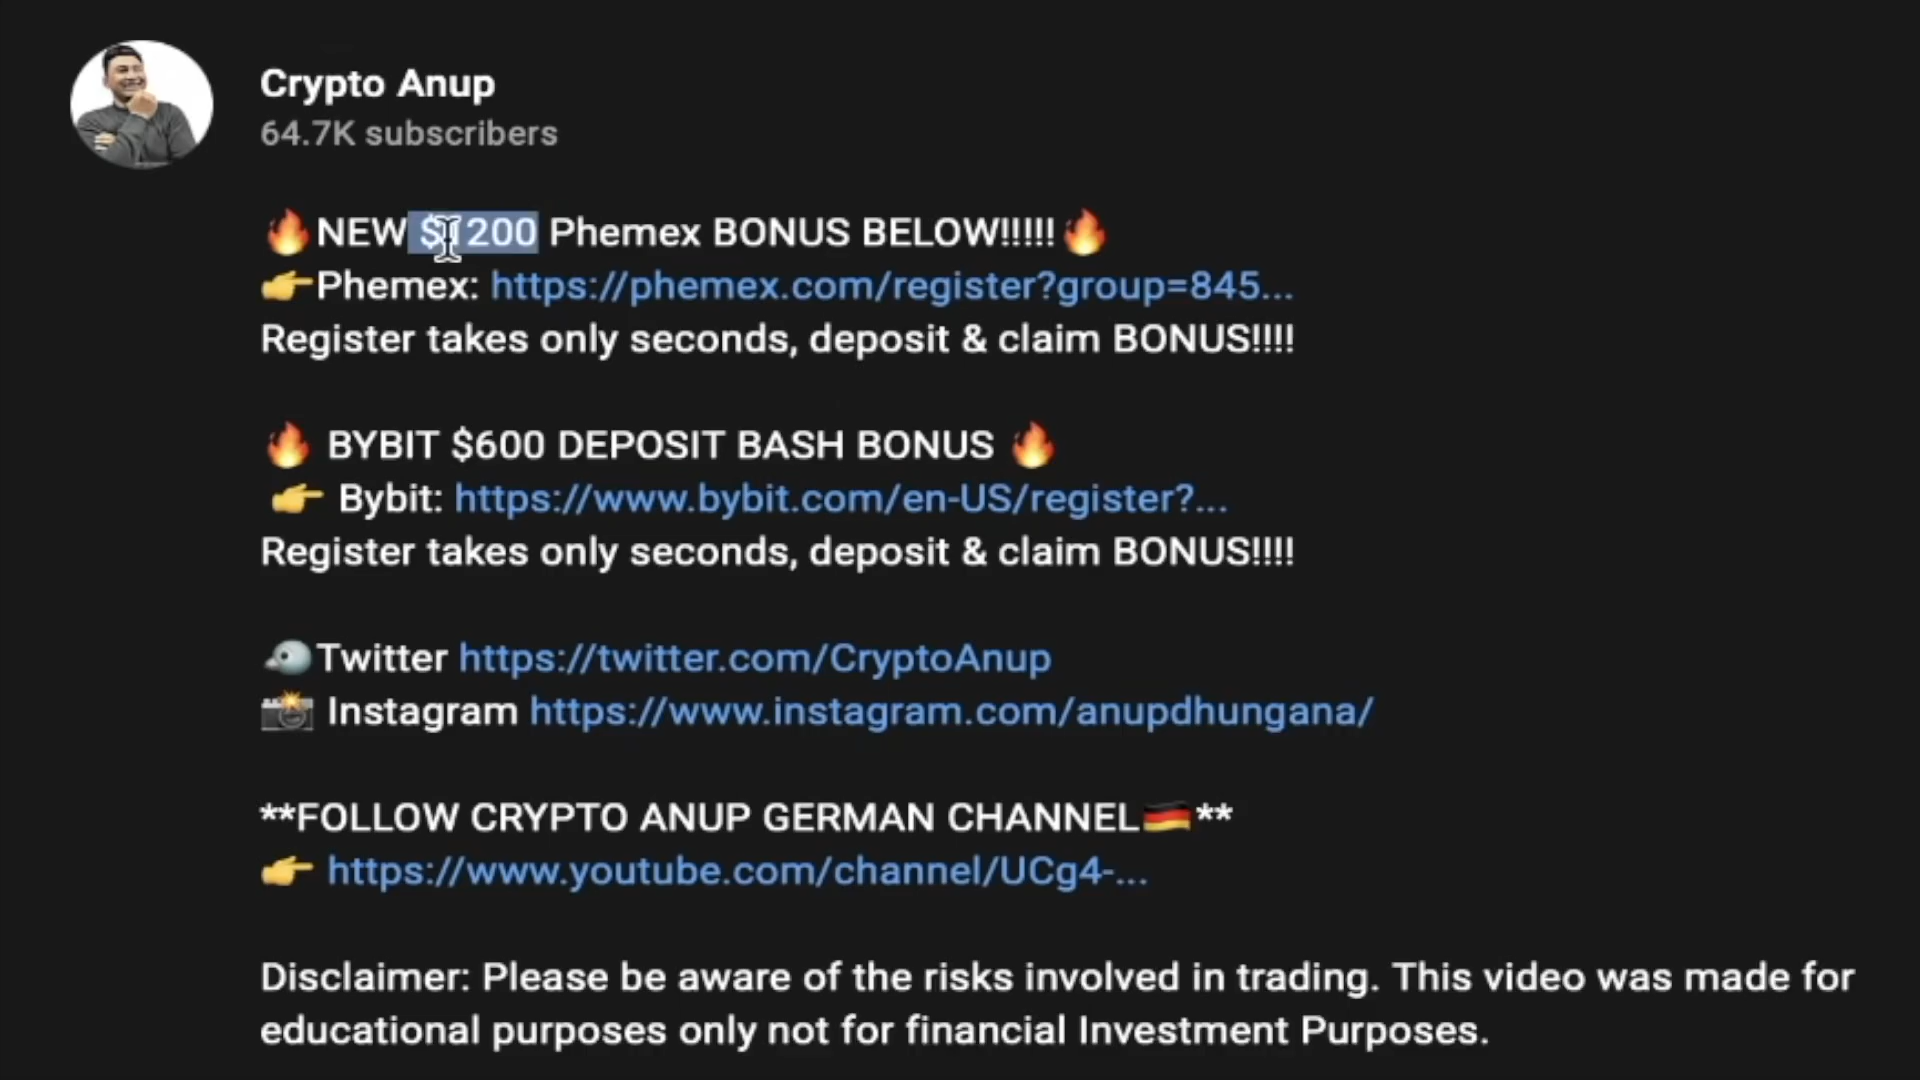 Crypto Anup
64.7K subscribers
🔥NEW $1200 Phemex BONUS BELOW!!!!!🔥
👉Phemex: https://phemex.com/register?group=845...
Register takes only seconds, deposit & claim BONUS!!!!
🔥 BYBIT $600 DEPOSIT BASH BONUS 🔥
👉 Bybit: https://www.bybit.com/en-US/register?...
Register takes only seconds, deposit & claim BONUS!!!!
🐦Twitter https://twitter.com/CryptoAnup
📸 Instagram https://www.instagram.com/anupdhungana/
**FOLLOW CRYPTO ANUP GERMAN CHANNEL🇩🇪**
👉 https://www.youtube.com/channel/UCg4-...
Disclaimer: Please be aware of the risks involved in trading. This video was made for
educational purposes only not for financial Investment Purposes.